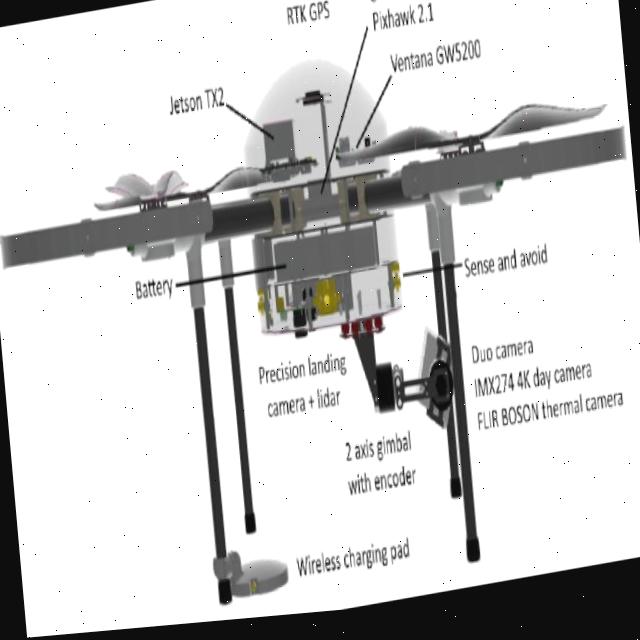 RTK GPS
Pixhawk 2.1
Ventana GW5200
Jetson TX2
Battery
Sense and avoid
Precision landing
camera + lidar
Duo camera
IMX274 4K day camera
FLIR BOSON thermal camera
2 axis gimbal
with encoder
Wireless charging pad